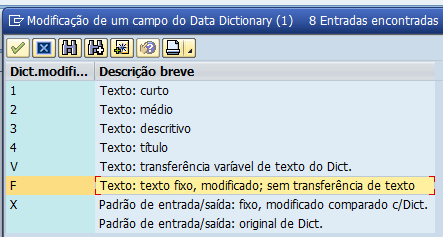 Modificação de um campo do Data Dictionary (1) 8 Entradas encontradas
Dict.modifi... Descrição breve
1 Texto: curto
2 Texto: médio
3 Texto: descritivo
4 Texto: título
V Texto: transferência varíavel de texto do Dict.
F Texto: texto fixo, modificado; sem transferência de texto
X Padrão de entrada/saída: fixo, modificado comparado c/Dict.
Padrão de entrada/saída: original de Dict.